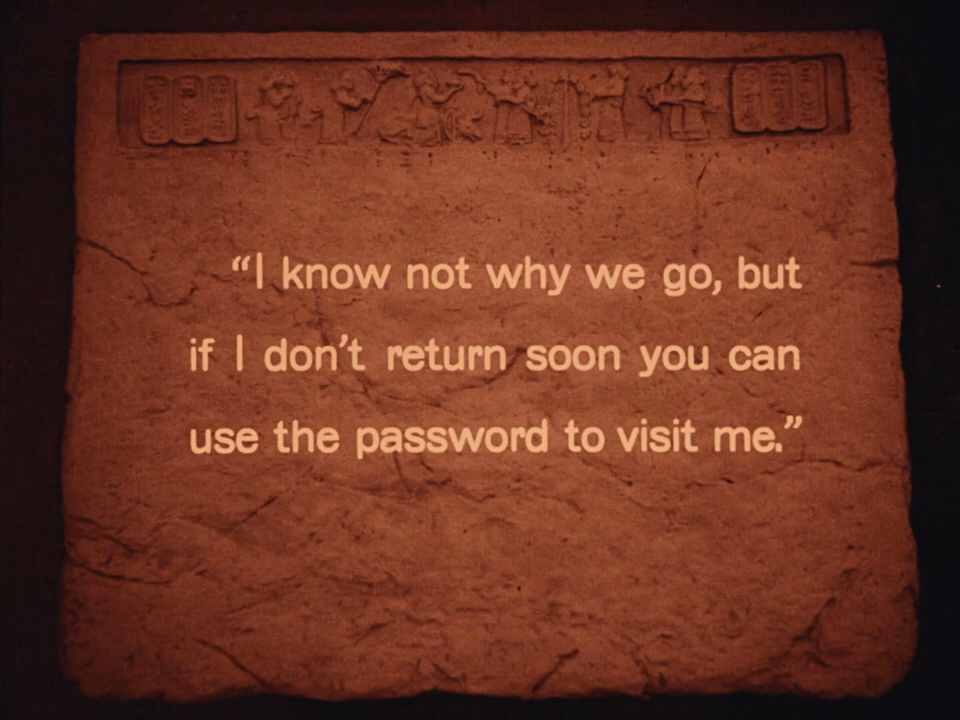 “I know not why we go, but
if I don’t return soon you can
use the password to visit me.”